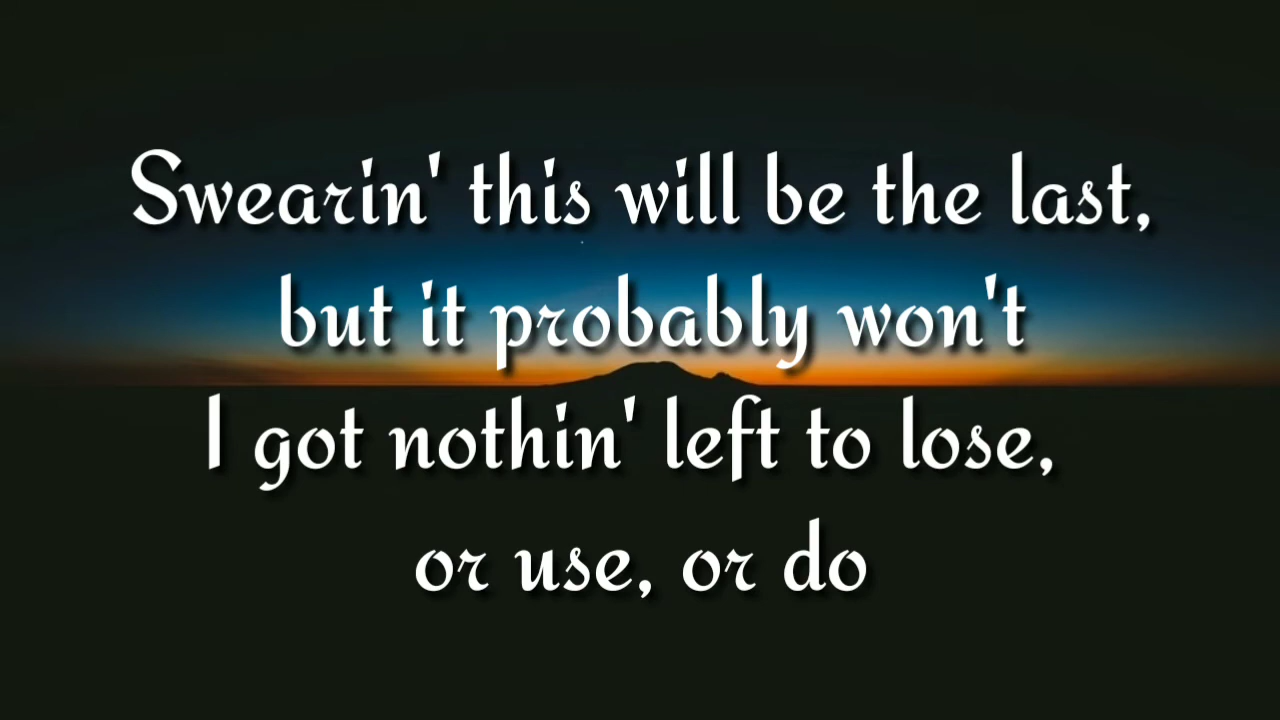 Swearin' this will be the last,
but it probably won't
I got nothin' left to lose,
or use, or do